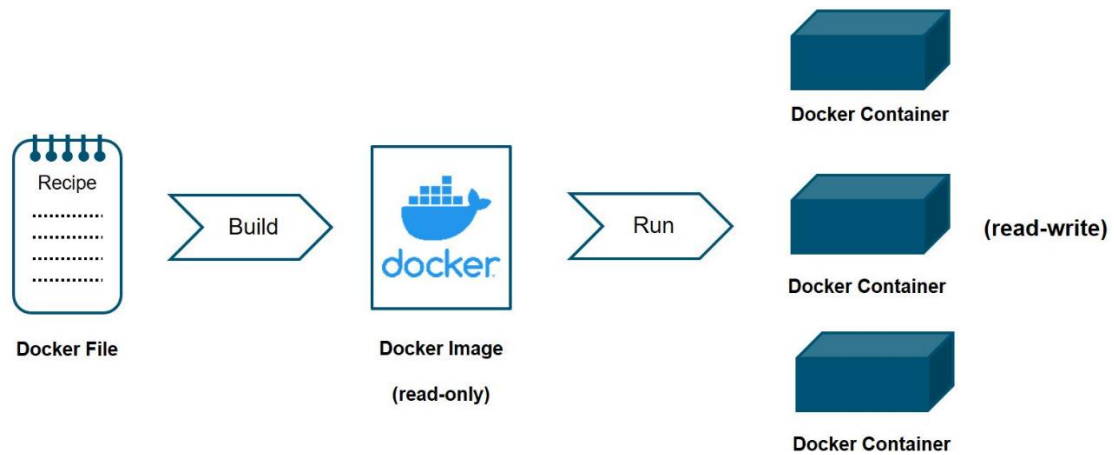 Recipe
Docker File
Build
docker
Docker Image
(read-only)
Run
Docker Container
Docker Container
(read-write)
Docker Container